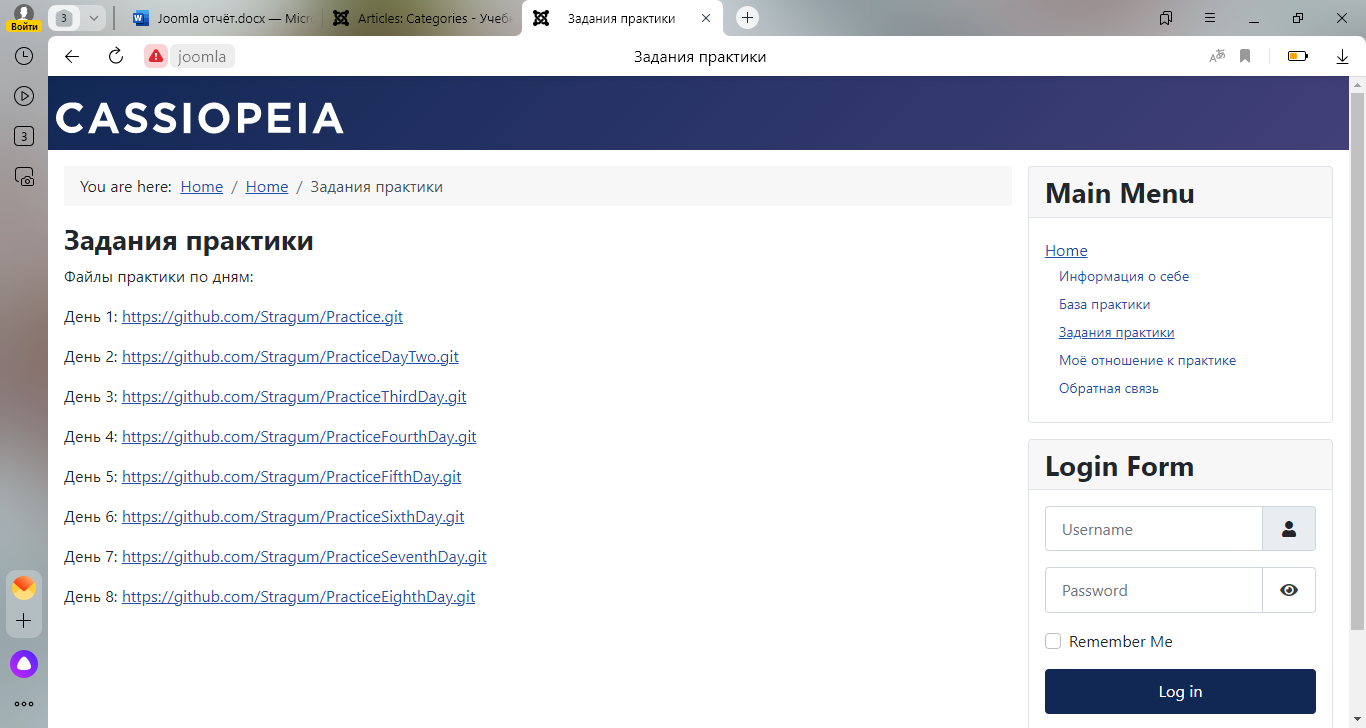 Войти
3
Joomla отчёт.docx — Micr
Articles: Categories - Учебн
Задания практики
joomla
Задания практики
3
CASSIOPEIA
You are here: Home / Home / Задания практики
Задания практики
Файлы практики по дням:
День 1: https://github.com/Stragum/Practice.git
День 2: https://github.com/Stragum/PracticeDayTwo.git
День 3: https://github.com/Stragum/PracticeThirdDay.git
День 4: https://github.com/Stragum/PracticeFourthDay.git
День 5: https://github.com/Stragum/PracticeFifthDay.git
День 6: https://github.com/Stragum/PracticeSixthDay.git
День 7: https://github.com/Stragum/PracticeSeventhDay.git
День 8: https://github.com/Stragum/PracticeEighthDay.git
Main Menu
Home
Информация о себе
База практики
Задания практики
Моё отношение к практике
Обратная связь
Login Form
Username
Password
Remember Me
Log in